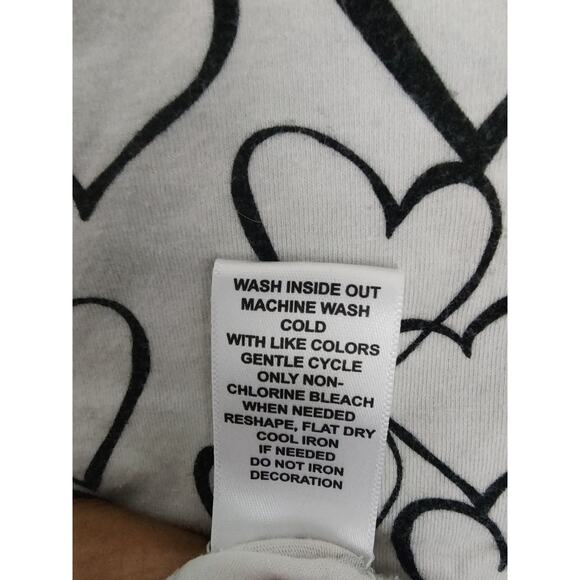 WASH INSIDE OUT
MACHINE WASH
COLD
WITH LIKE COLORS
GENTLE CYCLE
ONLY NON-
CHLORINE BLEACH
WHEN NEEDED
RESHAPE, FLAT DRY
COOL IRON
IF NEEDED
DO NOT IRON
DECORATION